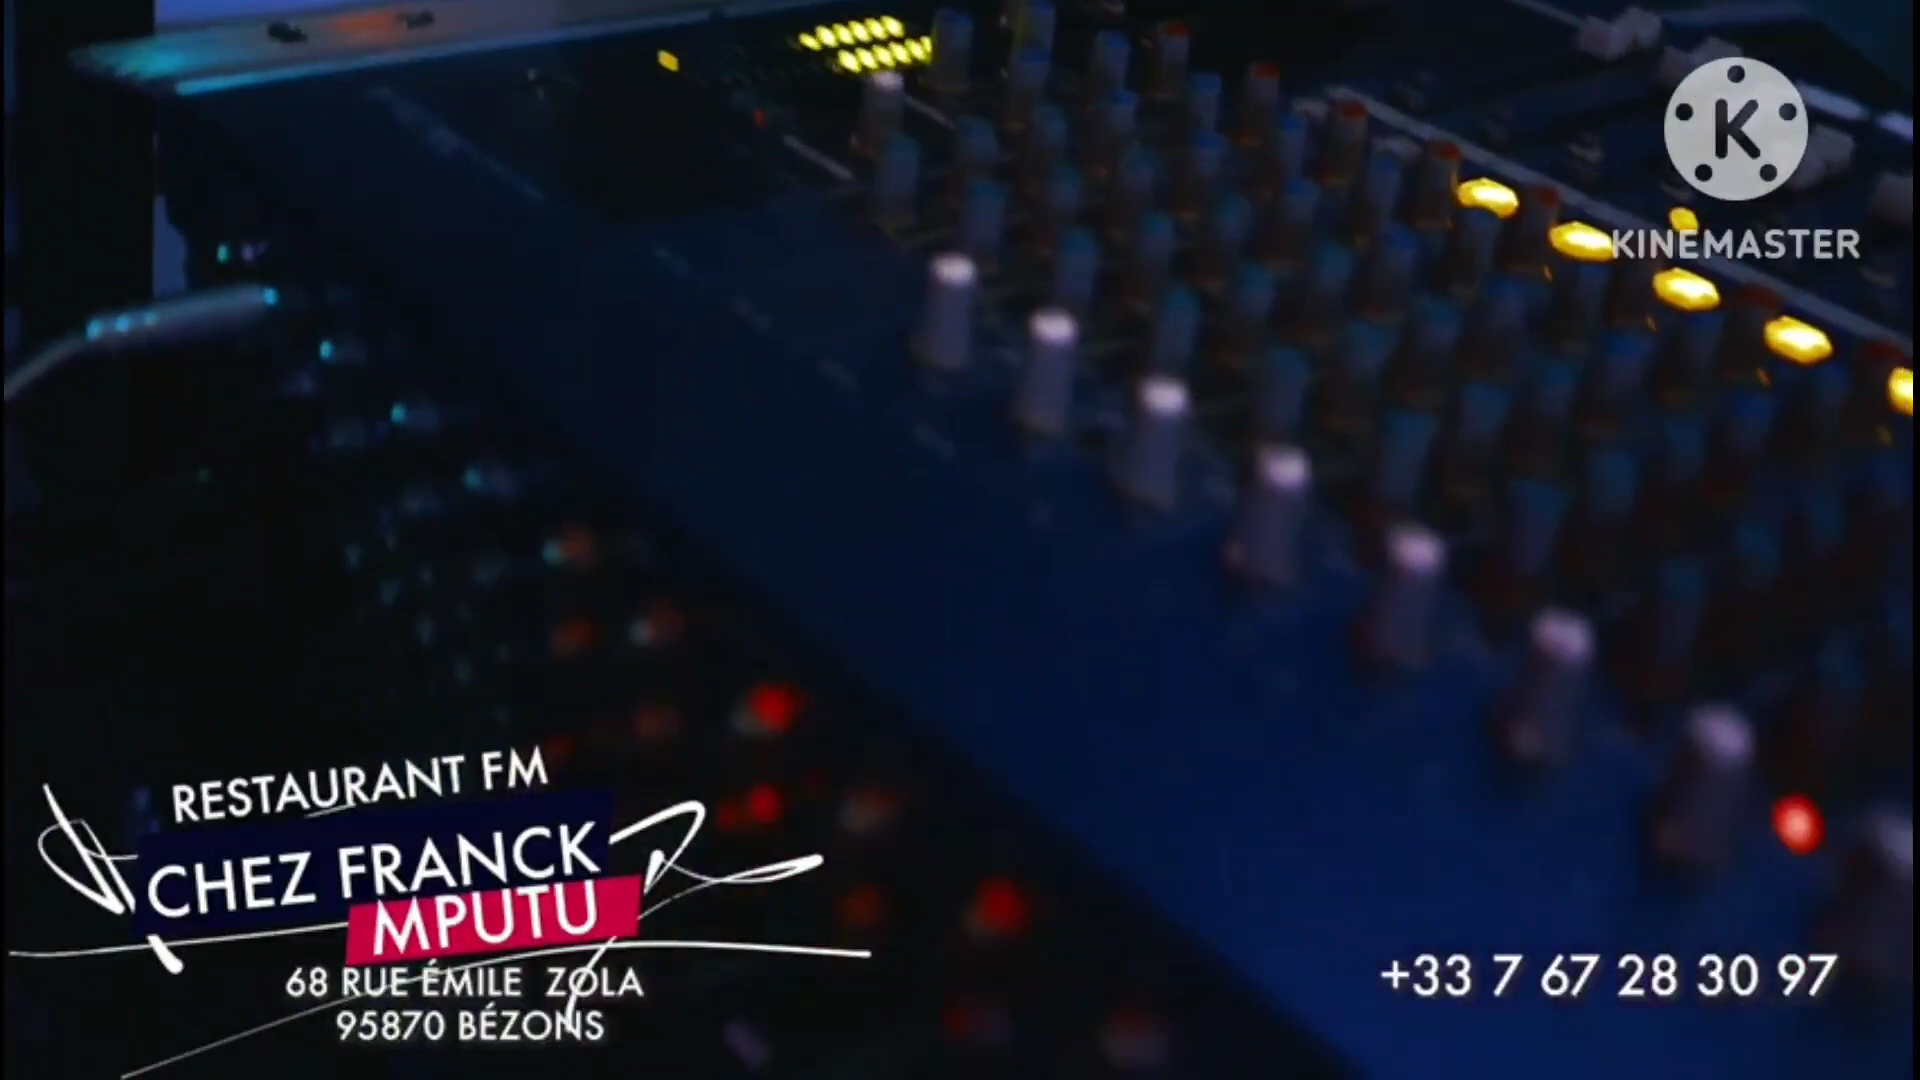 K
KINEMASTER
RESTAURANT FM
CHEZ FRANCK
MPUTU
68 RUE ÉMILE ZOLA
95870 BÉZONS
+33 7 67 28 30 97